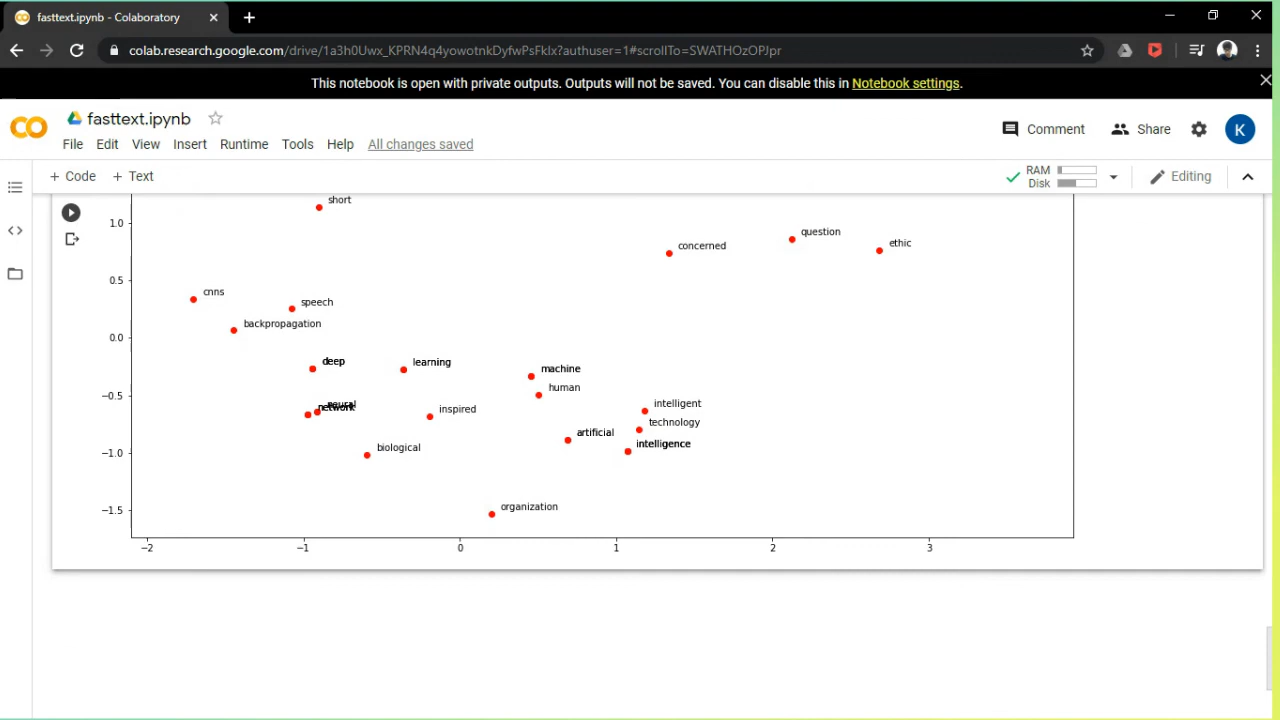 fasttext.ipynb - Colaboratory
colab.research.google.com/drive/1a3h0Uwx_KPRN4q4yowotnkDyfwPsFkIx?authuser=1#scrollTo=SWATHOzOPJpr
This notebook is open with private outputs. Outputs will not be saved. You can disable this in Notebook settings.
fasttext.ipynb
Comment Share K
File Edit View Insert Runtime Tools Help All changes saved
+ Code + Text
RAM
Disk
Editing
short
1.0
question
concerned
ethic
0.5
cnns
speech
backpropagation
0.0
deep
learning
machine
human
−0.5
neural
network
inspired
intelligent
technology
artificial
intelligence
biological
−1.0
organization
−1.5
−2 −1 0 1 2 3